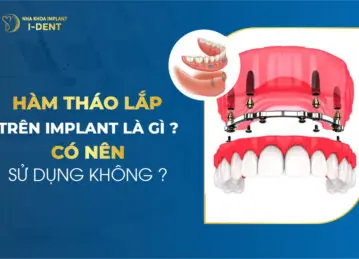 NHA KHOA IMPLANT
I-DENT
HÀM THÁO LẮP
TRÊN IMPLANT LÀ GÌ ?
CÓ NÊN
SỬ DỤNG KHÔNG ?